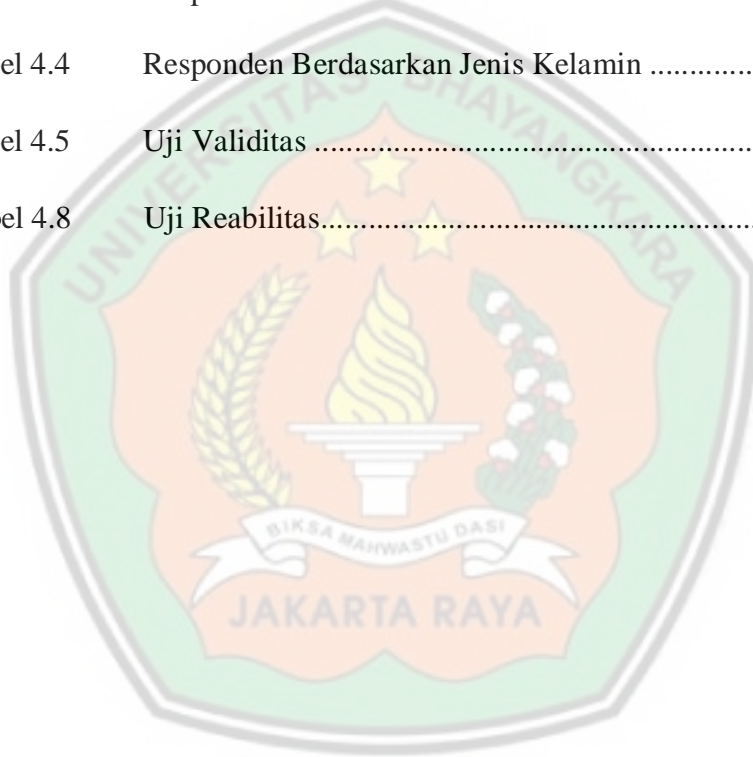 el 4.4 Responden Berdasarkan Jenis Kelamin ..............
el 4.5 Uji Validitas ........................................................
el 4.8 Uji Reabilitas.......................................................
UNIVERSITAS BHAYANGKARA
BIKSA MAHWASTU DASI
JAKARTA RAYA